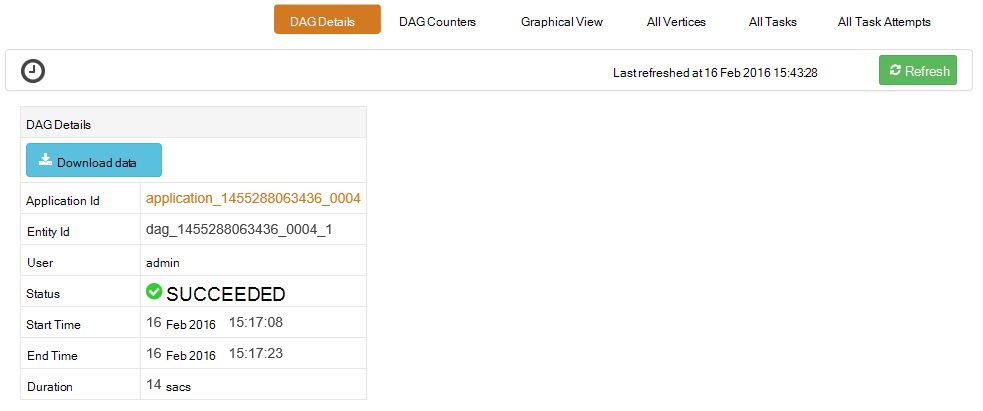 DAG Details DAG Counters Graphical View All Vertices All Tasks All Task Attempts
Last refreshed at 16 Feb 2016 15:43:28 Refresh
DAG Details
Download data
Application Id application_1455288063436_0004
Entity Id dag_1455288063436_0004_1
User admin
Status SUCCEEDED
Start Time 16 Feb 2016 15:17:08
End Time 16 Feb 2016 15:17:23
Duration 14 sacs